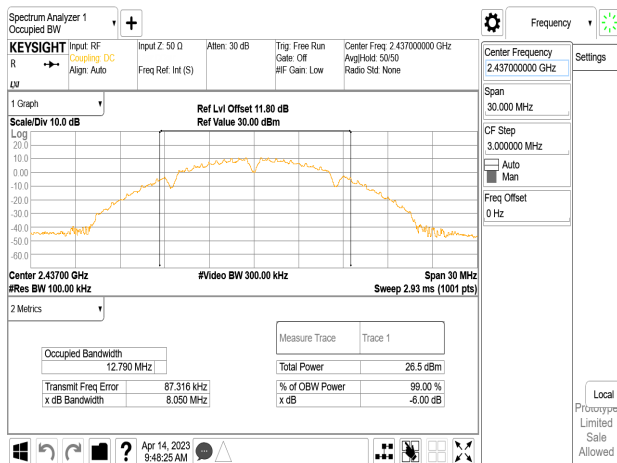 Spectrum Analyzer 1
Occupied BW
Frequency
KEYSIGHT
R
LXI
Input: RF
Coupling: DC
Align: Auto
Input Z: 50 Ω
Freq Ref: Int (S)
Atten: 30 dB
Trig: Free Run
Gate: Off
#IF Gain: Low
Center Freq: 2.437000000 GHz
Avg|Hold: 50/50
Radio Std: None
Center Frequency
2.437000000 GHz
Settings
Span
30.000 MHz
CF Step
3.000000 MHz
Auto
Man
Freq Offset
0 Hz
1 Graph
Scale/Div 10.0 dB
Ref Lvl Offset 11.80 dB
Ref Value 30.00 dBm
Log
20.0
10.0
0.00
-10.0
-20.0
-30.0
-40.0
-50.0
-60.0
Center 2.43700 GHz
#Video BW 300.00 kHz
Span 30 MHz
#Res BW 100.00 kHz
Sweep 2.93 ms (1001 pts)
2 Metrics
Measure Trace
Trace 1
Occupied Bandwidth
12.790 MHz
Total Power
26.5 dBm
Transmit Freq Error
87.316 kHz
% of OBW Power
99.00 %
x dB Bandwidth
8.050 MHz
x dB
-6.00 dB
Local
Prototype
Limited
Sale
Allowed
?
Apr 14, 2023
9:48:25 AM